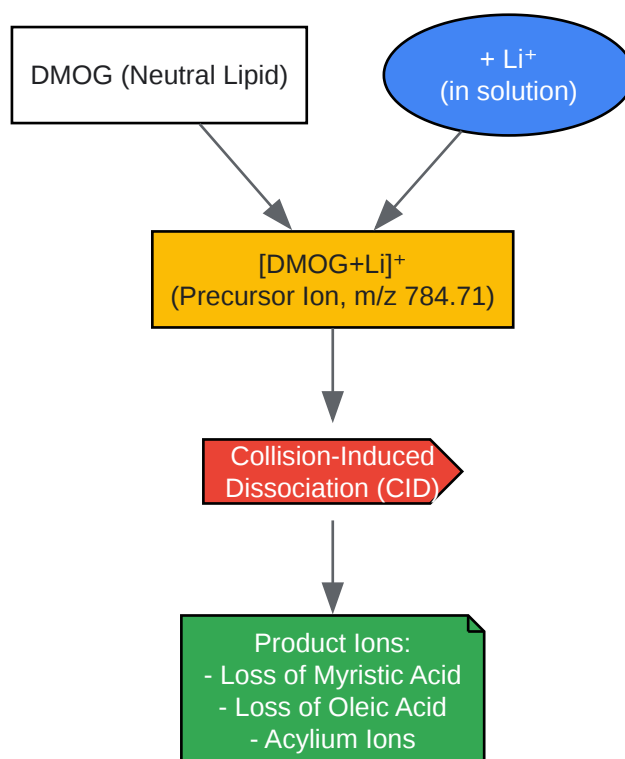 DMOG (Neutral Lipid)
+ Li⁺
(in solution)
[DMOG+Li]⁺
(Precursor Ion, m/z 784.71)
Collision-Induced
Dissociation (CID)
Product Ions:
- Loss of Myristic Acid
- Loss of Oleic Acid
- Acylium Ions